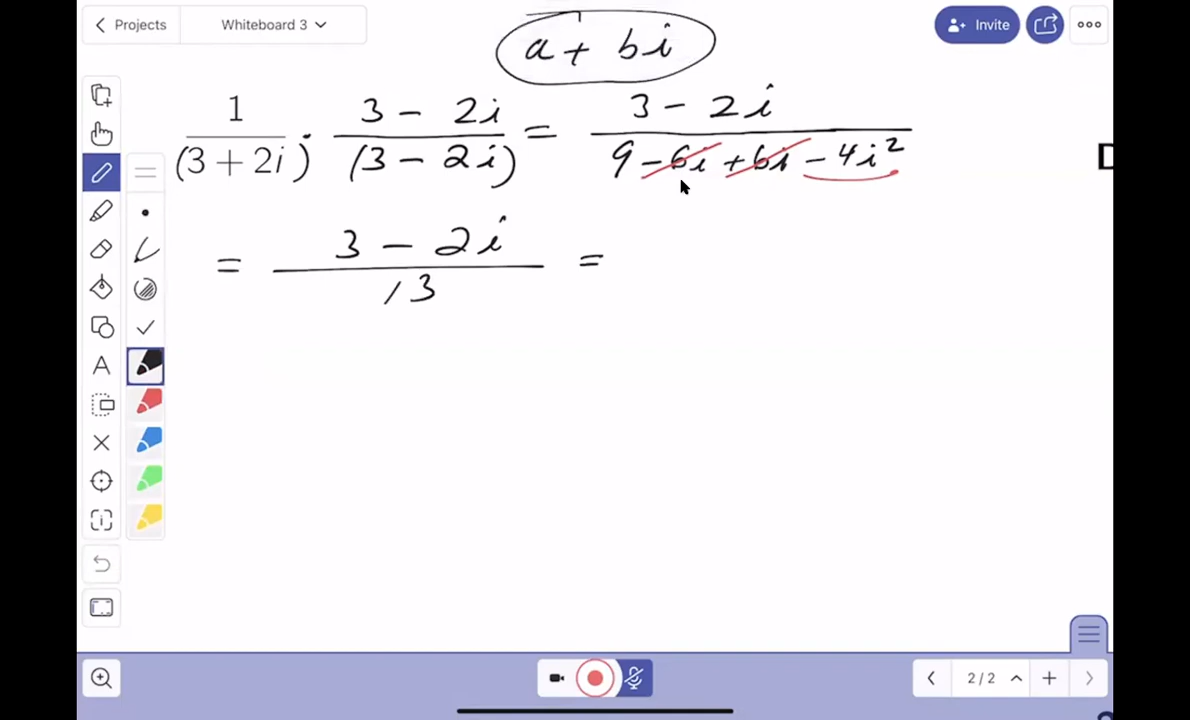 Projects
Whiteboard 3
Invite
a + bi
1/(3 + 2i) · (3 - 2i)/(3 - 2i) = (3 - 2i)/(9 - 6i + 6i - 4i²)
D
= (3 - 2i)/13 =
A
2 / 2